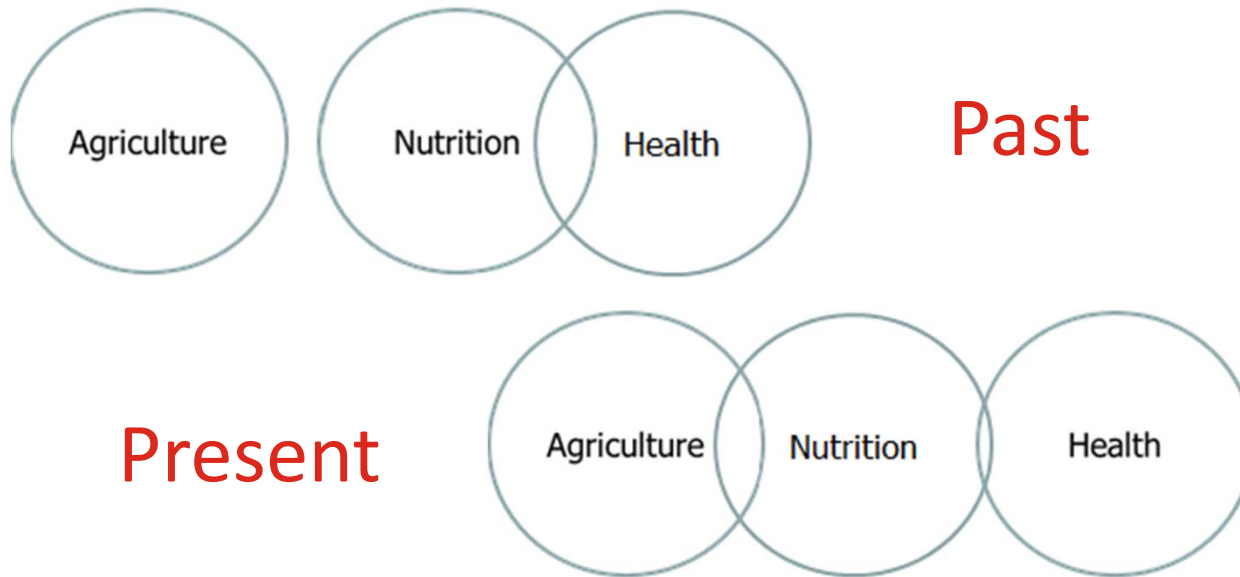 Agriculture
Nutrition
Health
Past
Present
Agriculture
Nutrition
Health